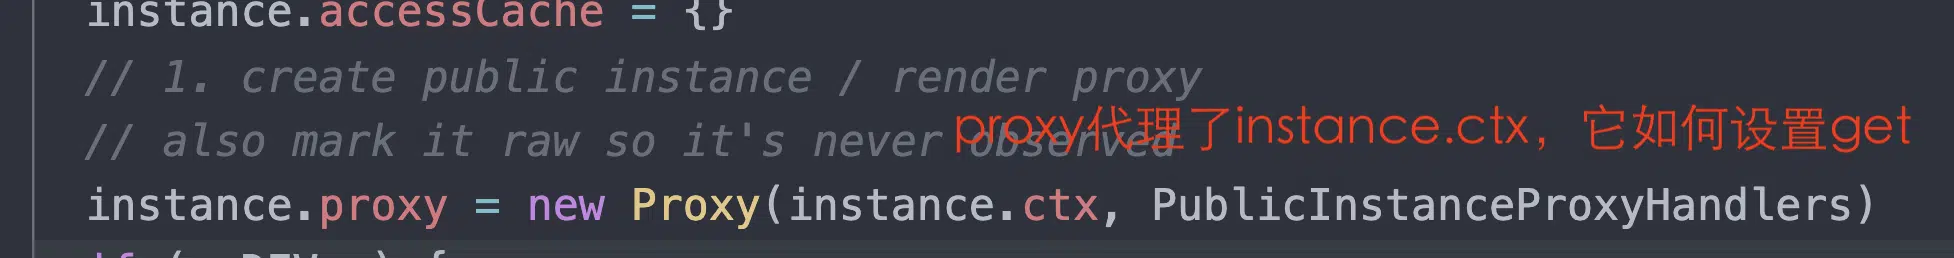 instance.accessCache = {}
// 1. create public instance / render proxy
// also mark it raw so it's never observed
proxy代理了instance.ctx，它如何设置get
instance.proxy = new Proxy(instance.ctx, PublicInstanceProxyHandlers)